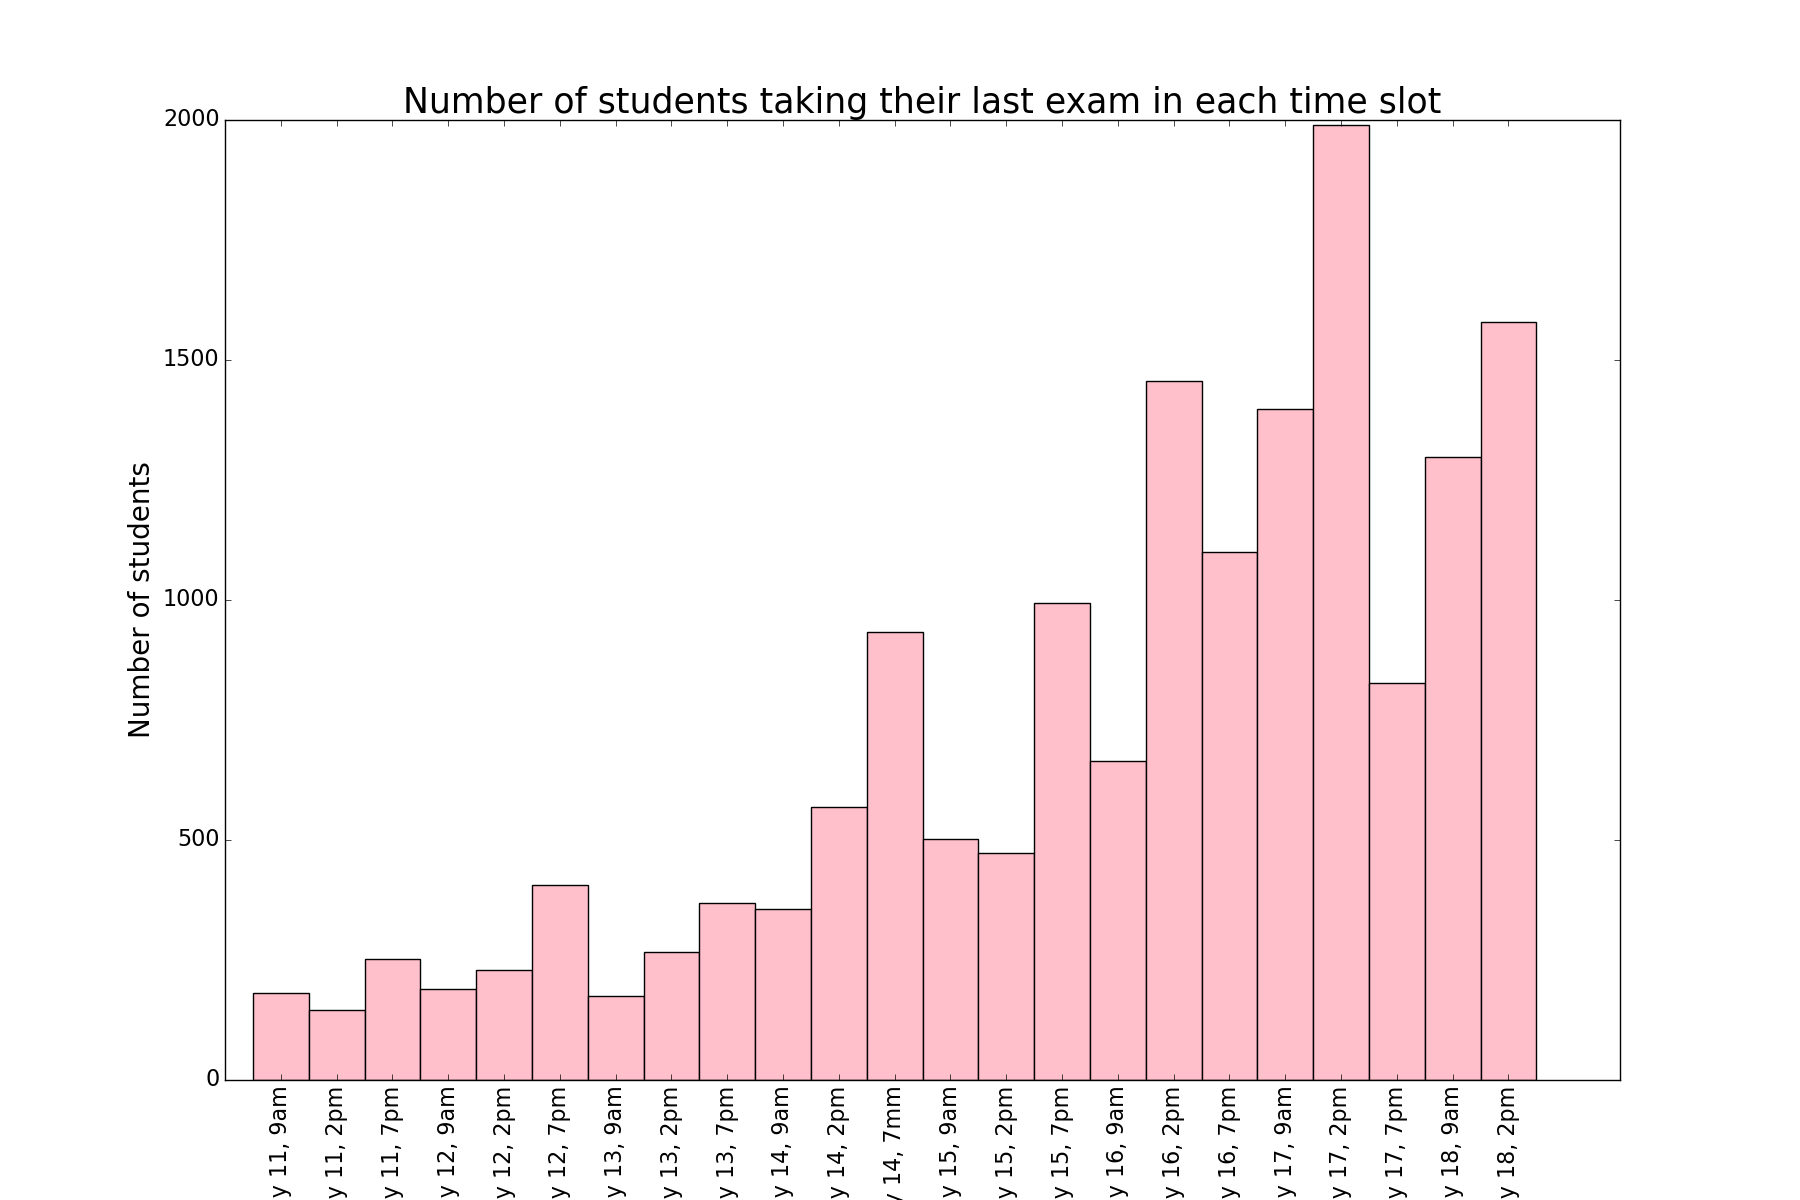 Number of students taking their last exam in each time slot
Number of students
2000
1500
1000
500
0
y 11, 9am
y 11, 2pm
y 11, 7pm
y 12, 9am
y 12, 2pm
y 12, 7pm
y 13, 9am
y 13, 2pm
y 13, 7pm
y 14, 9am
y 14, 2pm
y 14, 7mm
y 15, 9am
y 15, 2pm
y 15, 7pm
y 16, 9am
y 16, 2pm
y 16, 7pm
y 17, 9am
y 17, 2pm
y 17, 7pm
y 18, 9am
y 18, 2pm